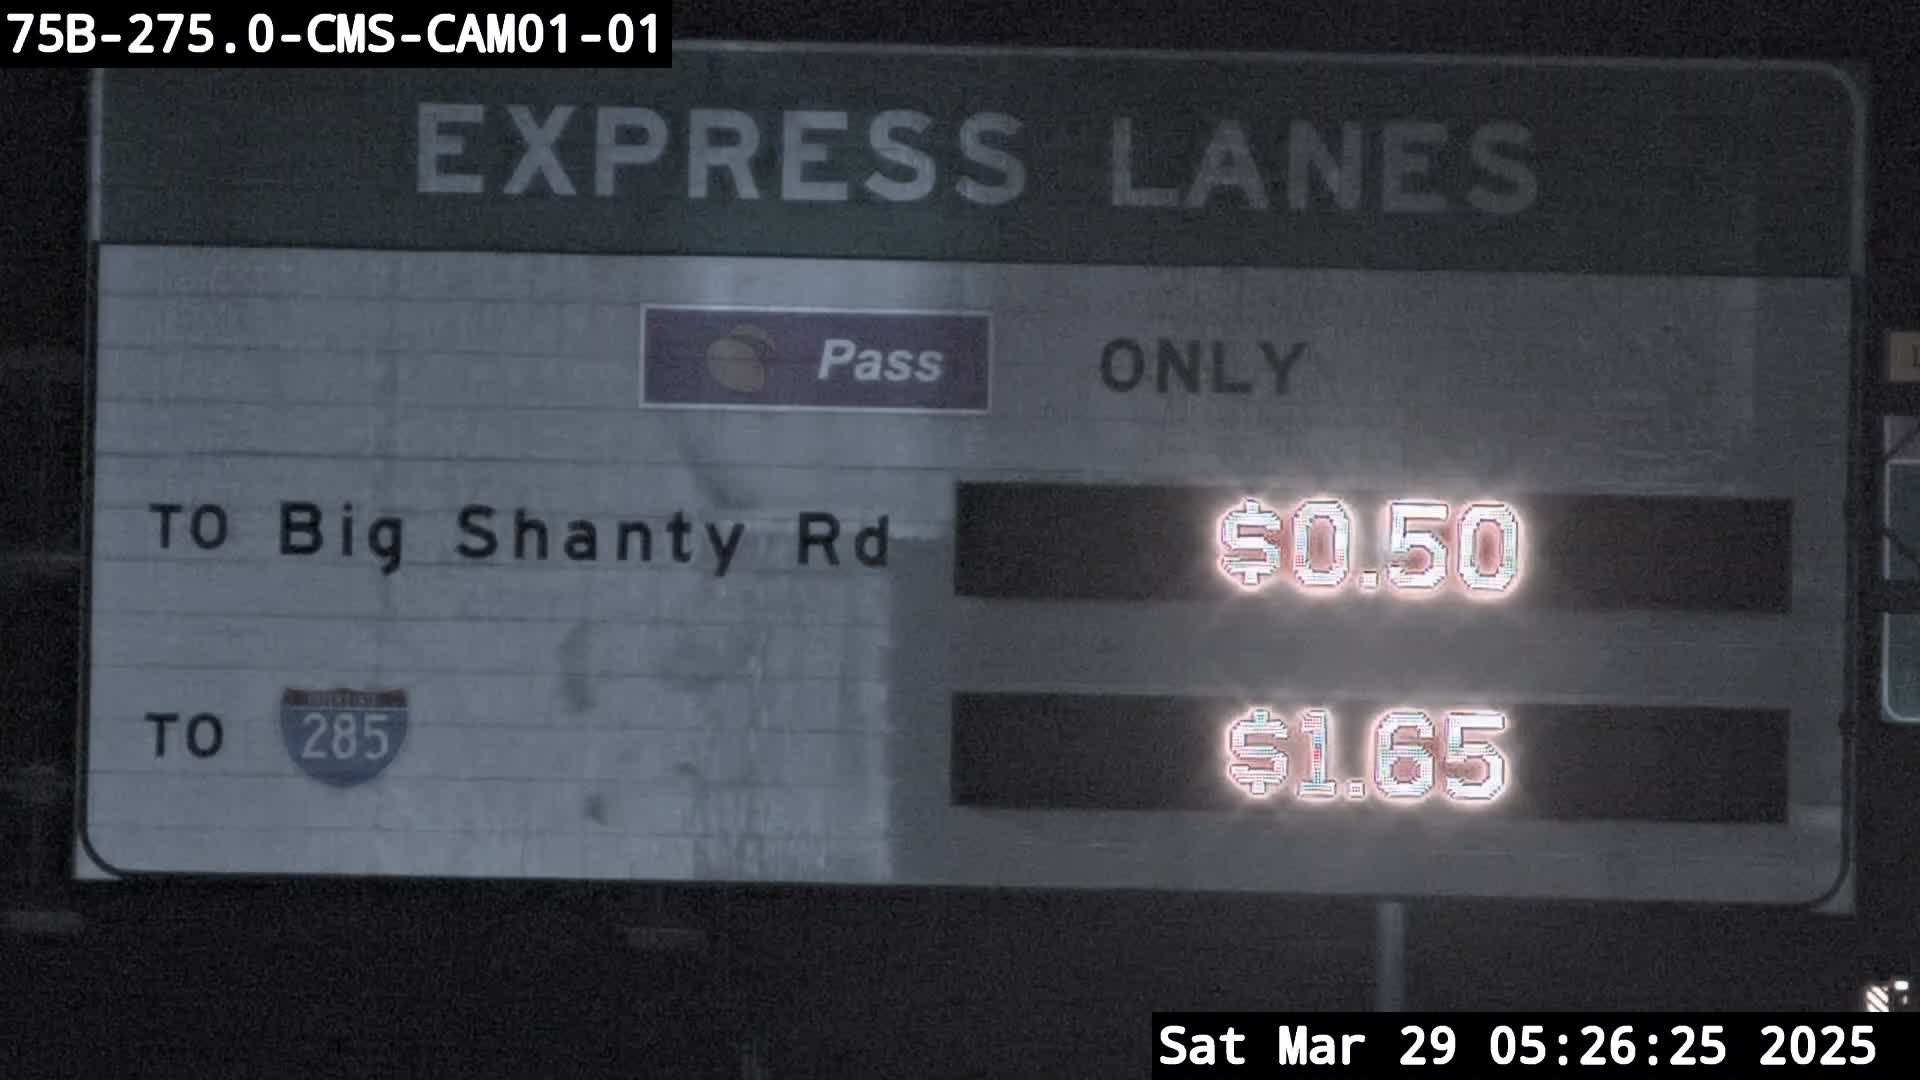 75B-275.0-CMS-CAM01-01
EXPRESS LANES
Pass ONLY
TO Big Shanty Rd $0.50
TO 285 $1.65
Sat Mar 29 05:26:25 2025